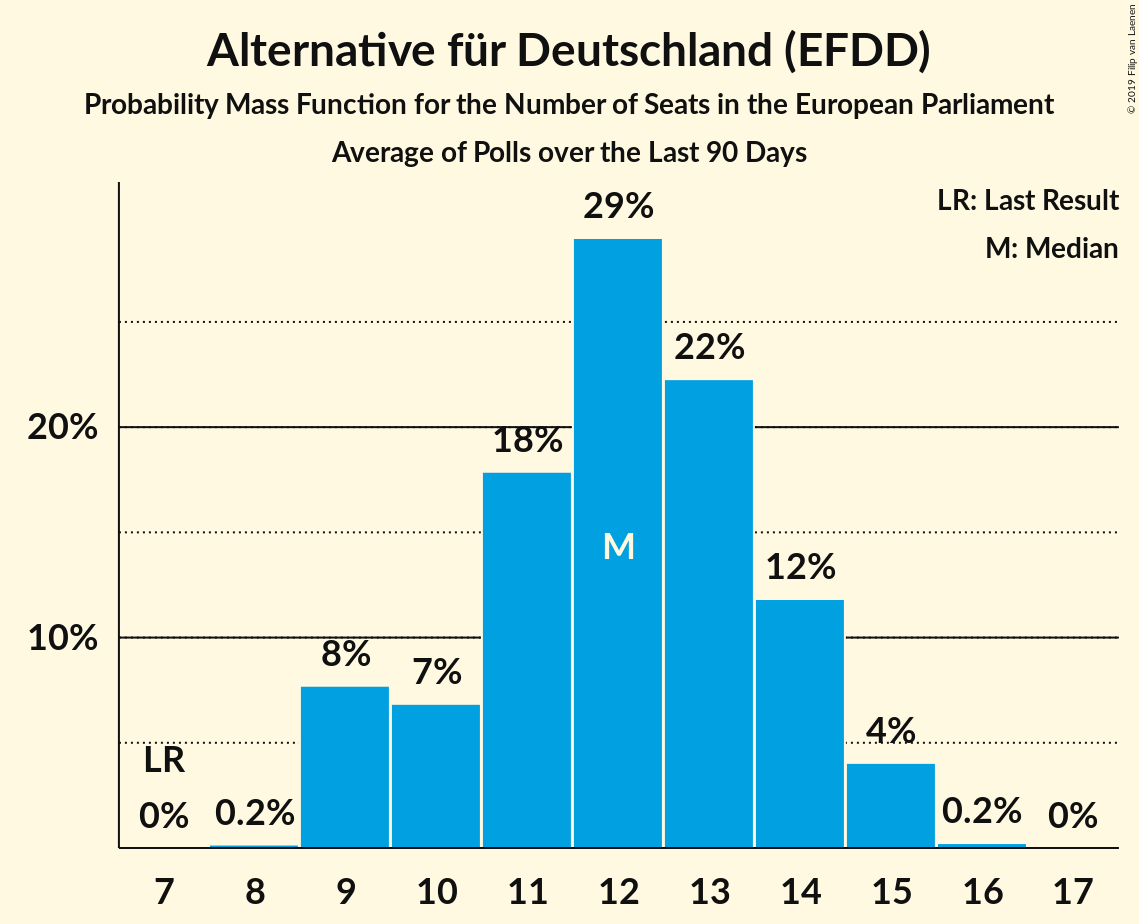 Alternative für Deutschland (EFDD)
Probability Mass Function for the Number of Seats in the European Parliament
Average of Polls over the Last 90 Days
© 2019 Filip van Laenen
LR: Last Result
M: Median
29%
22%
20%
18%
M
12%
10%
8%
7%
4%
LR
0%
0.2%
0.2%
0%
7 8 9 10 11 12 13 14 15 16 17